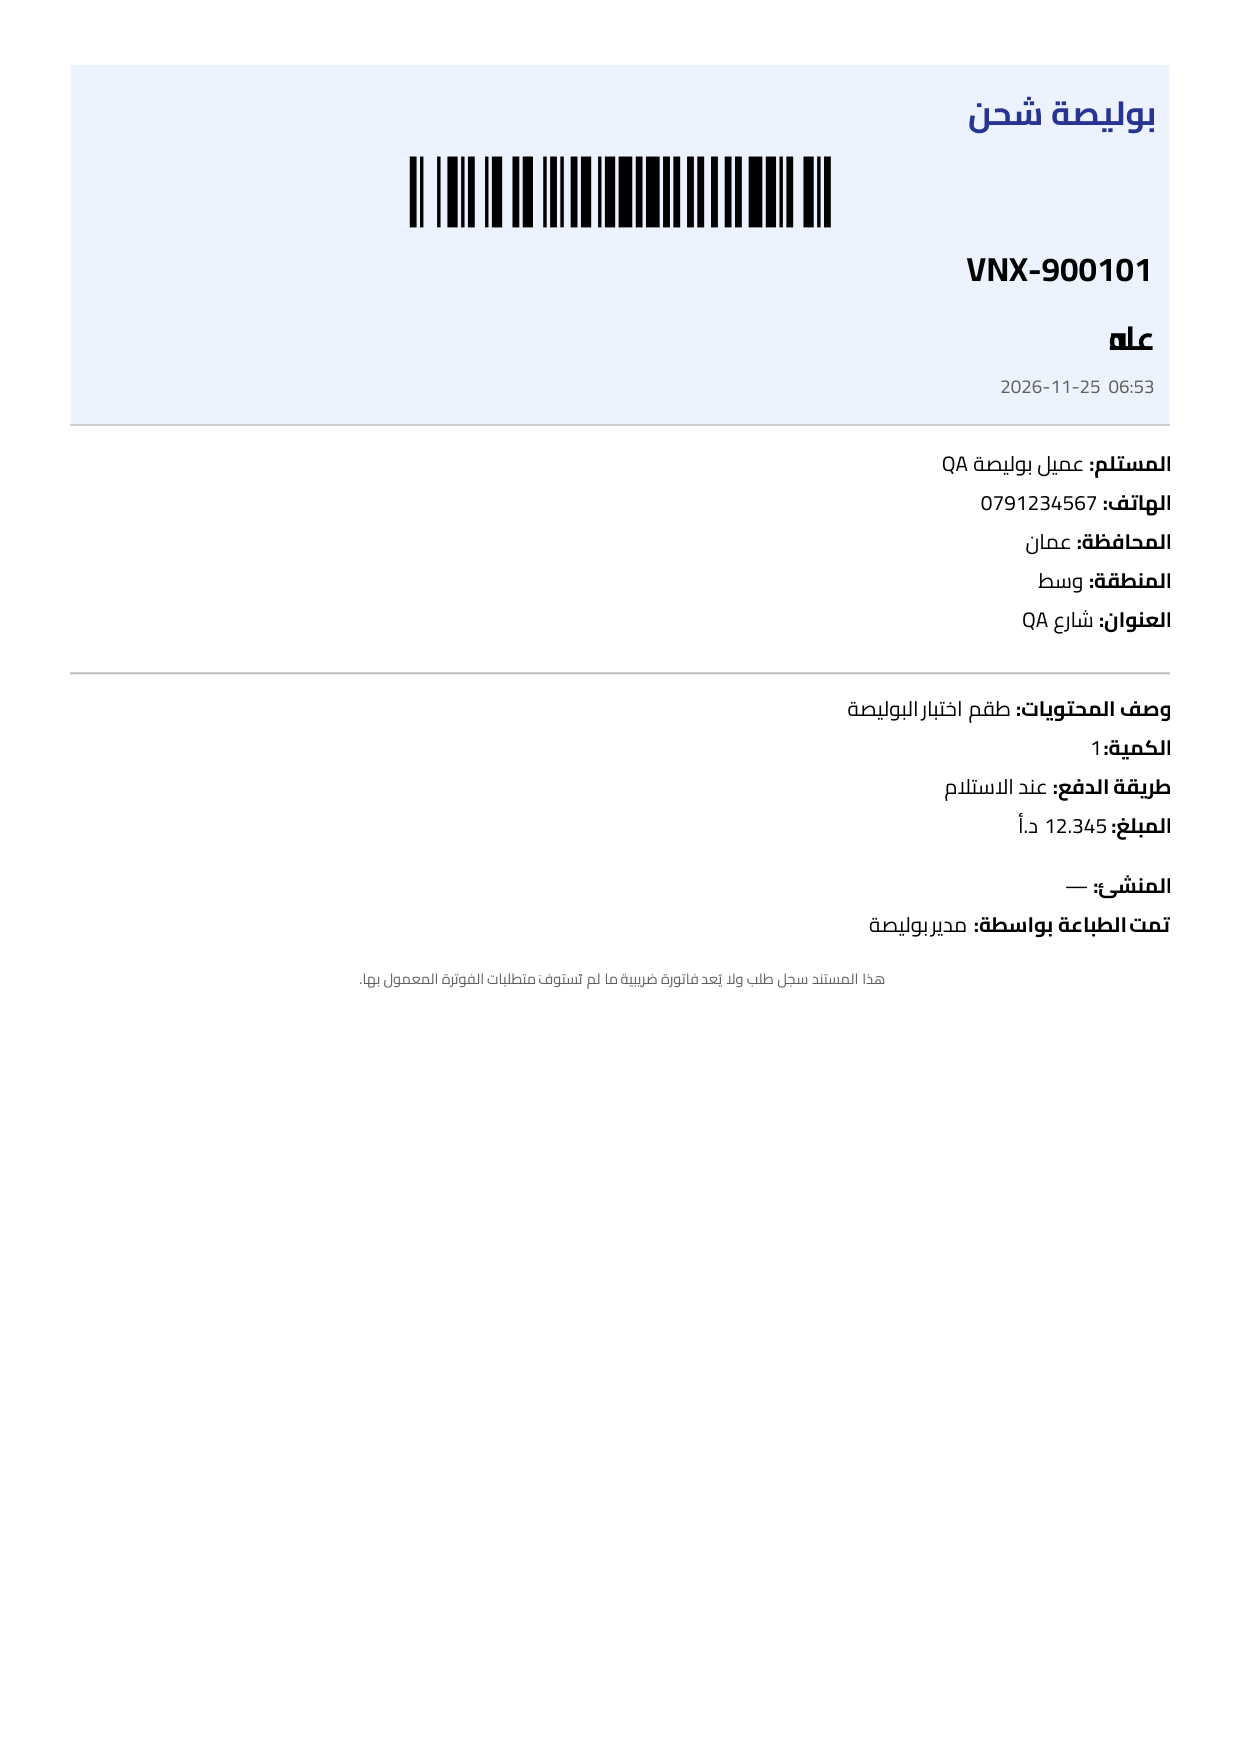 بوليصة شحن
VNX-900101
2026-11-25 06:53
المستلم: عميل بوليصة QA
الهاتف: 0791234567
المحافظة: عمان
المنطقة: وسط
العنوان: شارع QA
وصف المحتويات: طقم اختبار البوليصة
الكمية: 1
طريقة الدفع: عند الاستلام
المبلغ: 12.345 د.أ
المنشئ: —
تمت الطباعة بواسطة: مدير بوليصة
هذا المستند سجل طلب ولا يُعد فاتورة ضريبية ما لم تُستوفَ متطلبات الفوترة المعمول بها.